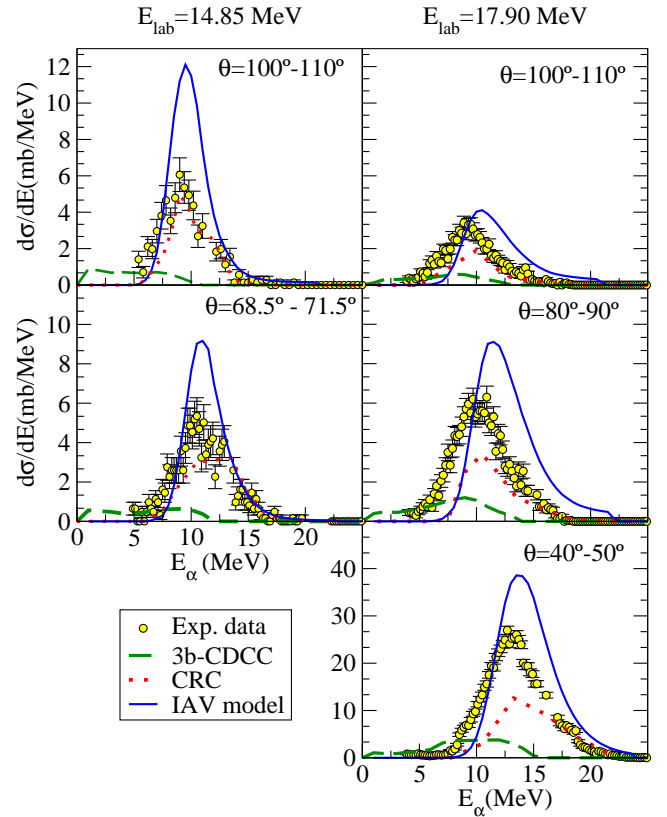 E_lab=14.85 MeV E_lab=17.90 MeV
dσ/dE(mb/MeV)
12
10
8
6
4
2
0
θ=100º-110º
θ=100º-110º
dσ/dE(mb/MeV)
10
8
6
4
2
0
θ=68.5º - 71.5º
θ=80º-90º
0 5 10 15 20
E_α(MeV)
40
30
20
10
0
θ=40º-50º
Exp. data
3b-CDCC
CRC
IAV model
0 5 10 15 20
E_α(MeV)